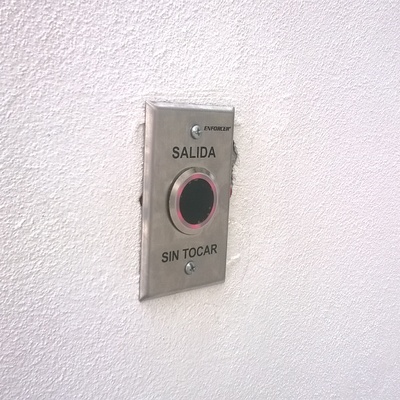 ENFORCER
SALIDA
SIN TOCAR